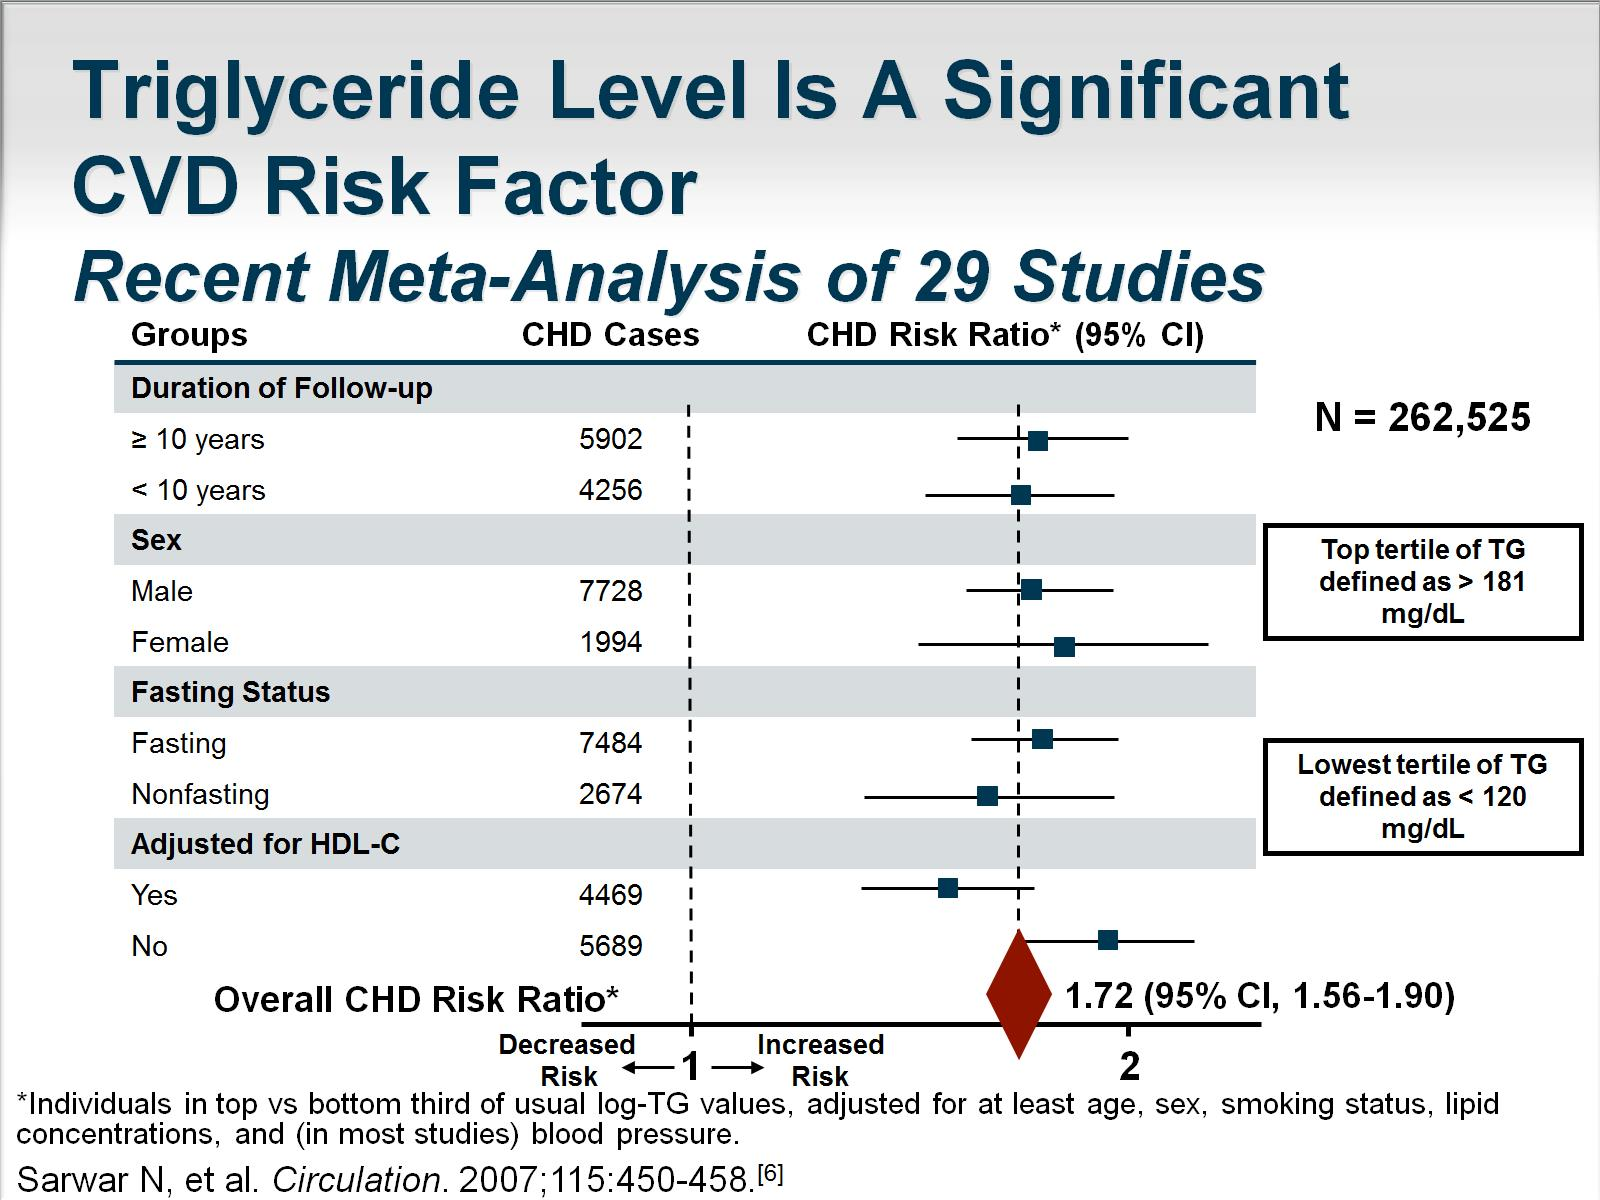 Triglyceride Level Is A Significant
CVD Risk Factor
Recent Meta-Analysis of 29 Studies
Groups CHD Cases CHD Risk Ratio* (95% CI)
Duration of Follow-up
≥ 10 years 5902
< 10 years 4256
Sex
Male 7728
Female 1994
Fasting Status
Fasting 7484
Nonfasting 2674
Adjusted for HDL-C
Yes 4469
No 5689
N = 262,525
Top tertile of TG
defined as > 181
mg/dL
Lowest tertile of TG
defined as < 120
mg/dL
Overall CHD Risk Ratio* 1.72 (95% CI, 1.56-1.90)
Decreased
Risk
1
Increased
Risk
2
*Individuals in top vs bottom third of usual log-TG values, adjusted for at least age, sex, smoking status, lipid
concentrations, and (in most studies) blood pressure.
Sarwar N, et al. Circulation. 2007;115:450-458.[6]